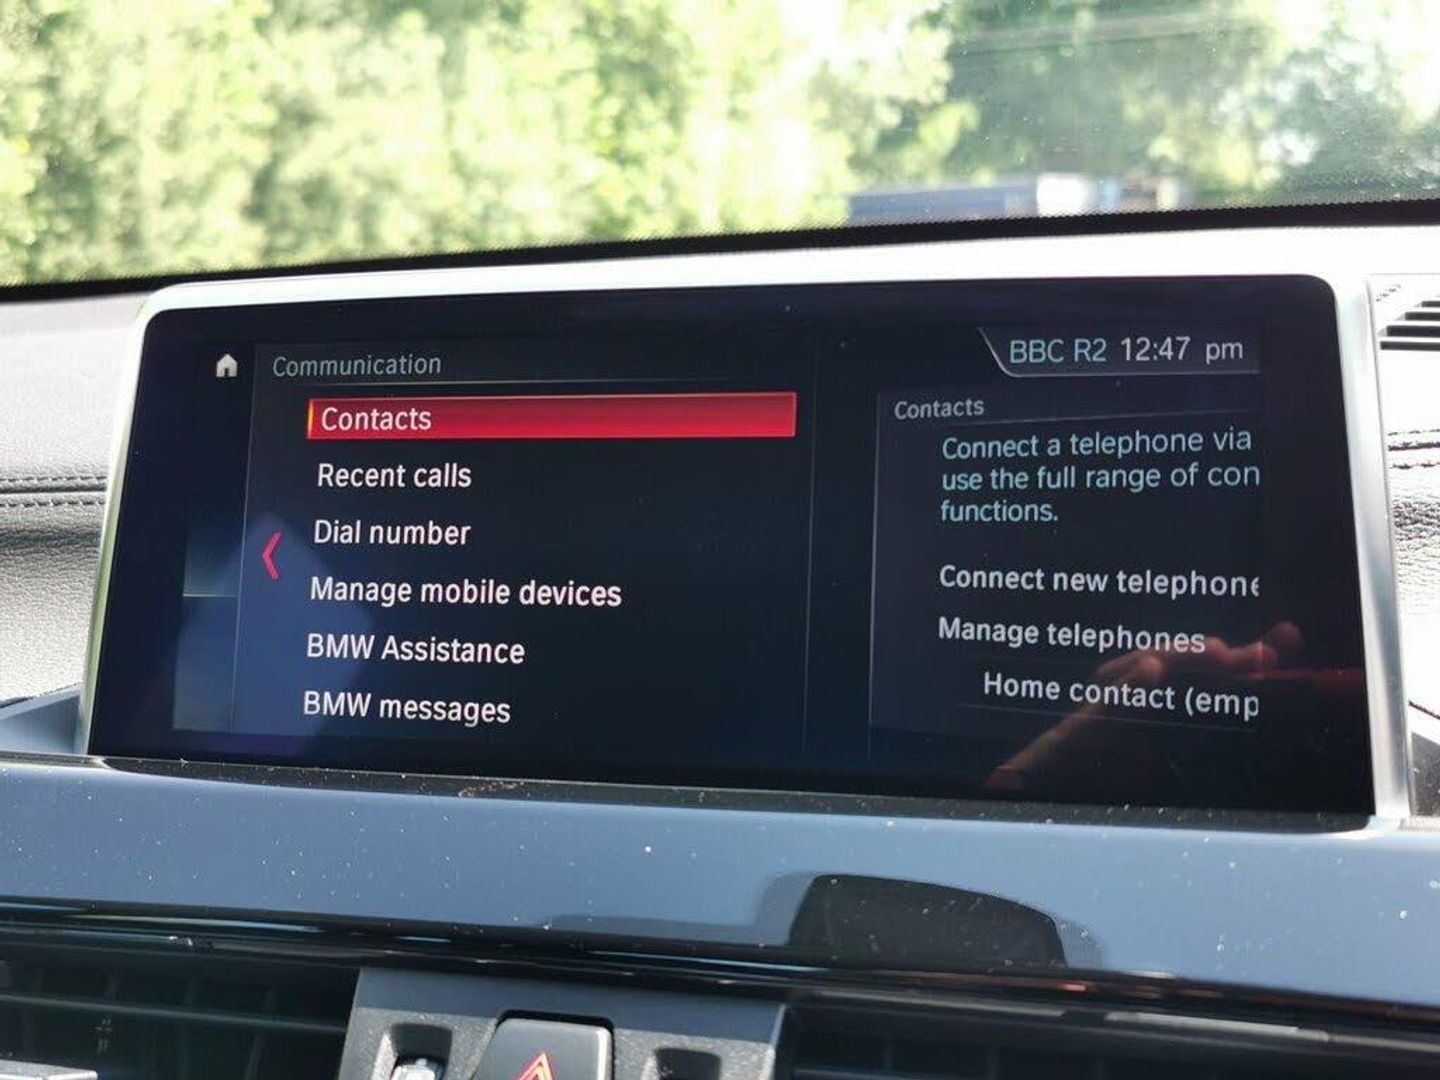 BBC R2 12:47 pm
Communication
Contacts
Recent calls
Dial number
Manage mobile devices
BMW Assistance
BMW messages
Contacts
Connect a telephone via
use the full range of con
functions.
Connect new telephone
Manage telephones
Home contact (emp